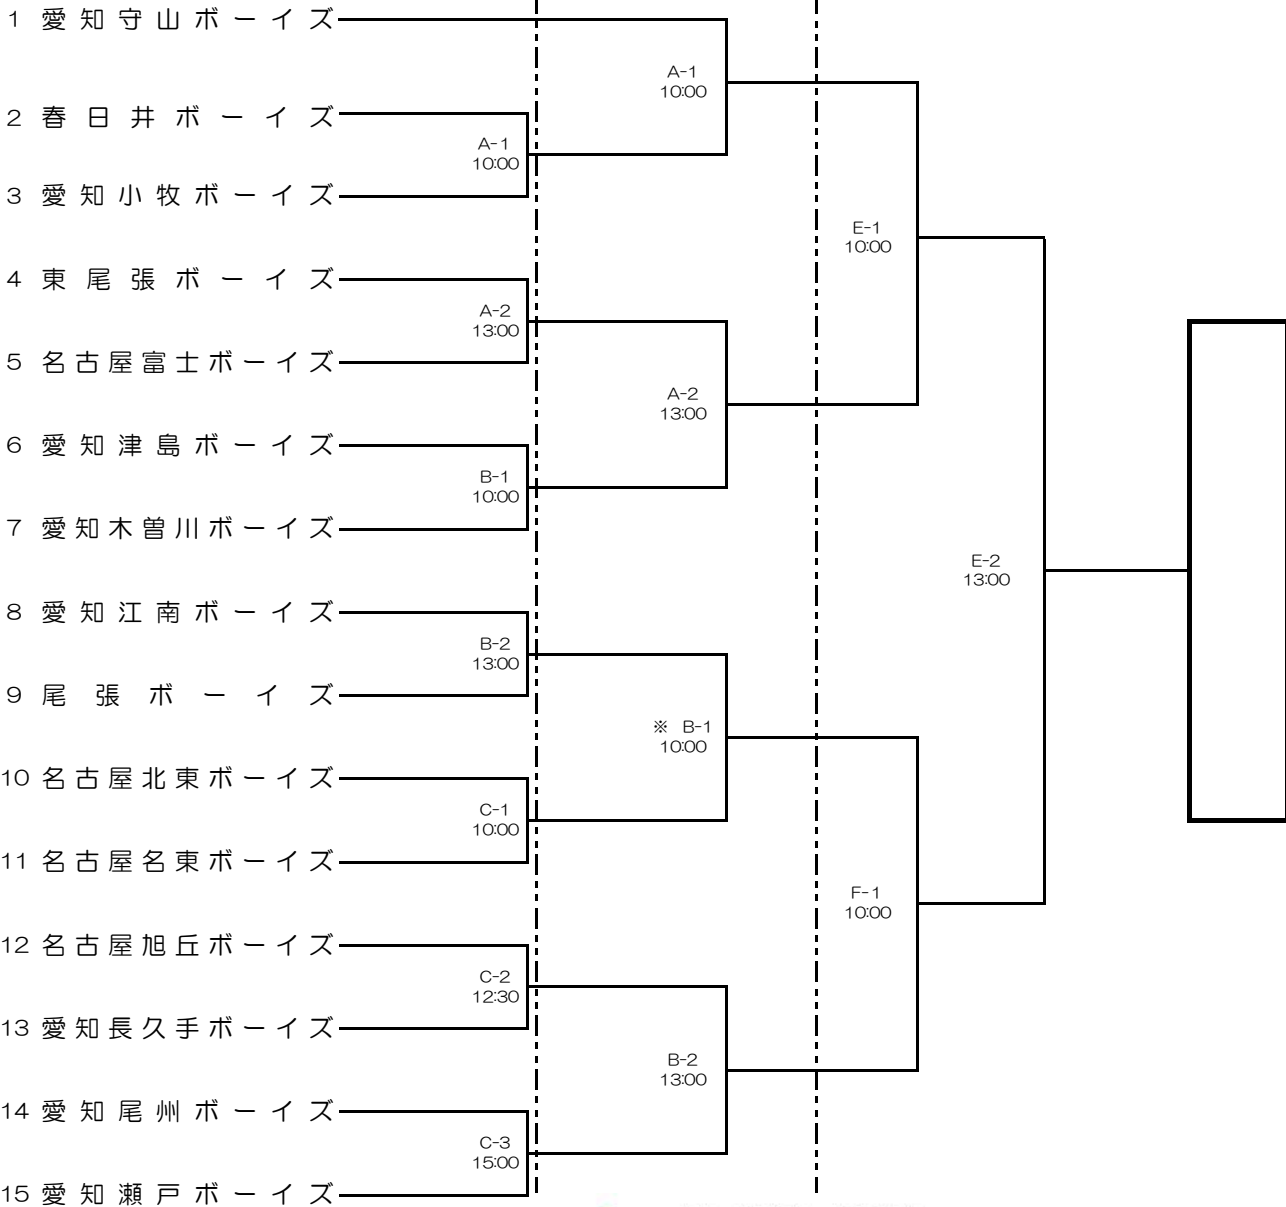 1 愛知守山ボーイズ
A-1
10:00
2 春日井ボーイズ
A-1
10:00
3 愛知小牧ボーイズ
E-1
10:00
4 東尾張ボーイズ
A-2
13:00
5 名古屋富士ボーイズ
A-2
13:00
6 愛知津島ボーイズ
B-1
10:00
7 愛知木曽川ボーイズ
E-2
13:00
8 愛知江南ボーイズ
B-2
13:00
9 尾張ボーイズ
※ B-1
10:00
10 名古屋北東ボーイズ
C-1
10:00
11 名古屋名東ボーイズ
F-1
10:00
12 名古屋旭丘ボーイズ
C-2
12:30
13 愛知長久手ボーイズ
B-2
13:00
14 愛知尾州ボーイズ
C-3
15:00
15 愛知瀬戸ボーイズ